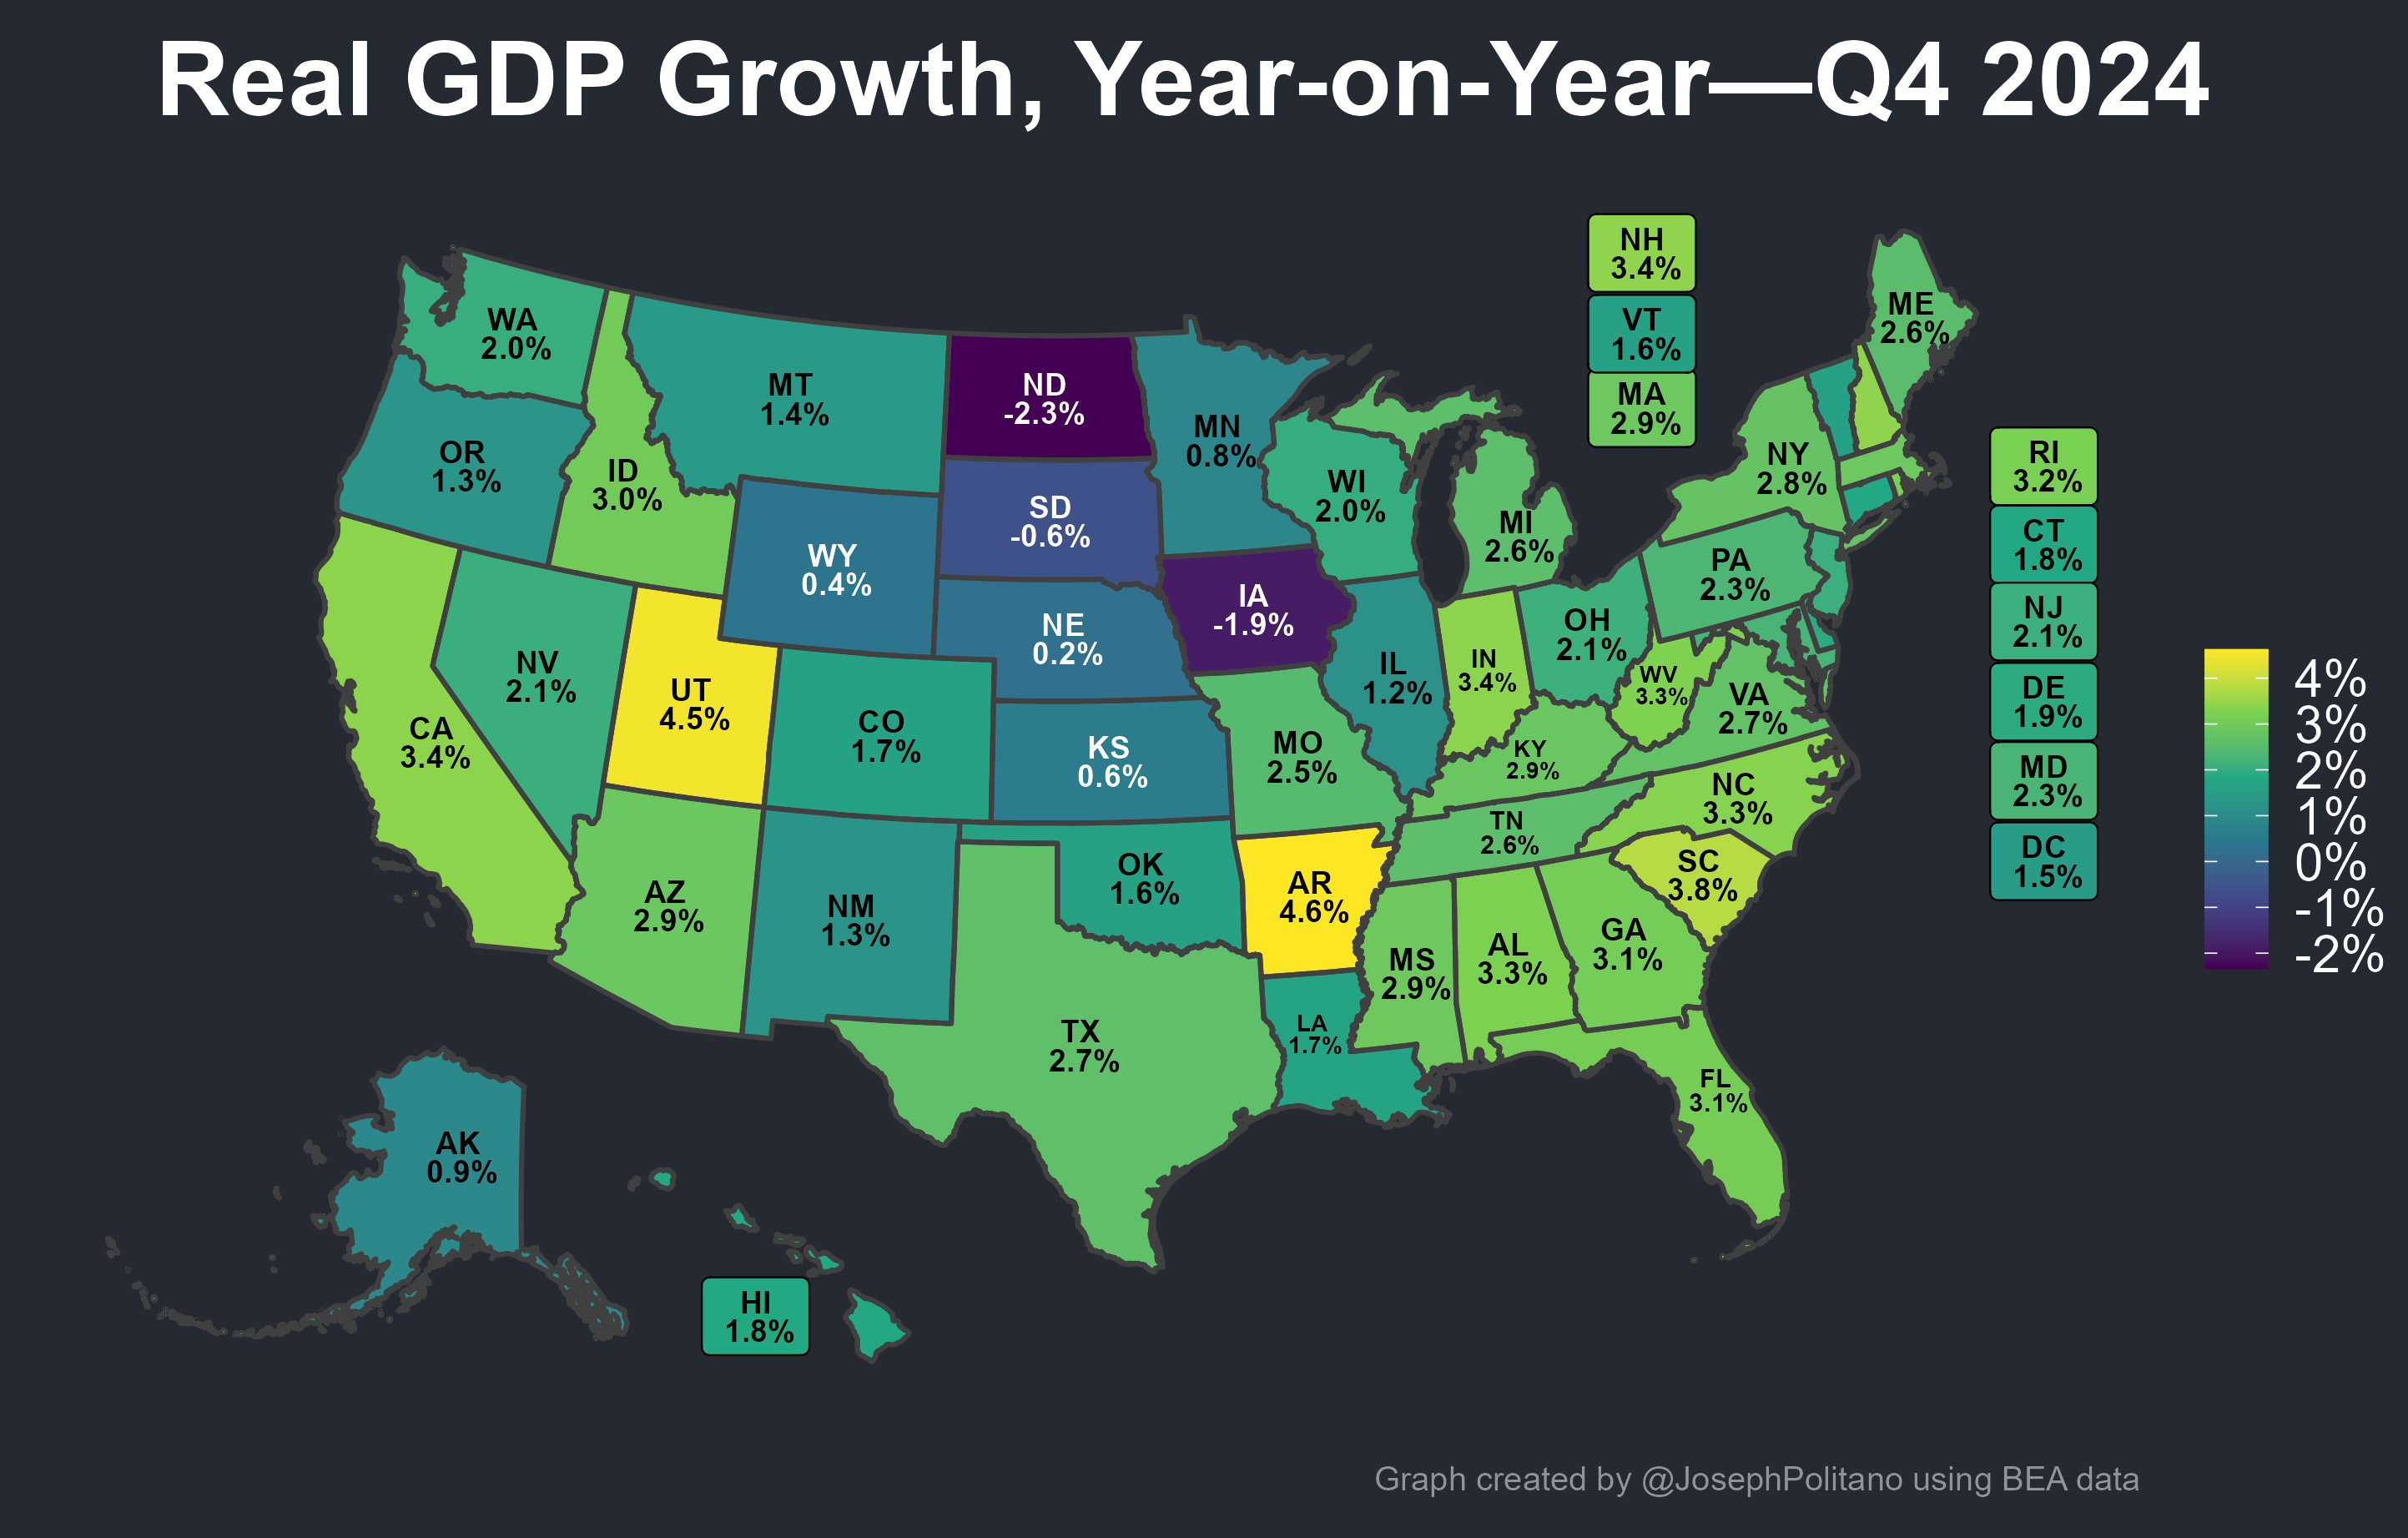 Real GDP Growth, Year-on-Year—Q4 2024
NH
3.4%
VT
1.6%
MA
2.9%
ME
2.6%
WA
2.0%
MT
1.4%
ND
-2.3%
MN
0.8%
OR
1.3%
ID
3.0%
WI
2.0%
NY
2.8%
RI
3.2%
SD
-0.6%
MI
2.6%
CT
1.8%
WY
0.4%
PA
2.3%
NE
0.2%
IA
-1.9%
OH
2.1%
NJ
2.1%
NV
2.1%
UT
4.5%
IL
1.2%
IN
3.4%
WV
3.3%
VA
2.7%
DE
1.9%
CA
3.4%
CO
1.7%
KS
0.6%
MO
2.5%
KY
2.9%
MD
2.3%
NC
3.3%
TN
2.6%
DC
1.5%
AZ
2.9%
NM
1.3%
OK
1.6%
AR
4.6%
SC
3.8%
MS
2.9%
AL
3.3%
GA
3.1%
TX
2.7%
LA
1.7%
FL
3.1%
AK
0.9%
HI
1.8%
4%
3%
2%
1%
0%
-1%
-2%
Graph created by @JosephPolitano using BEA data